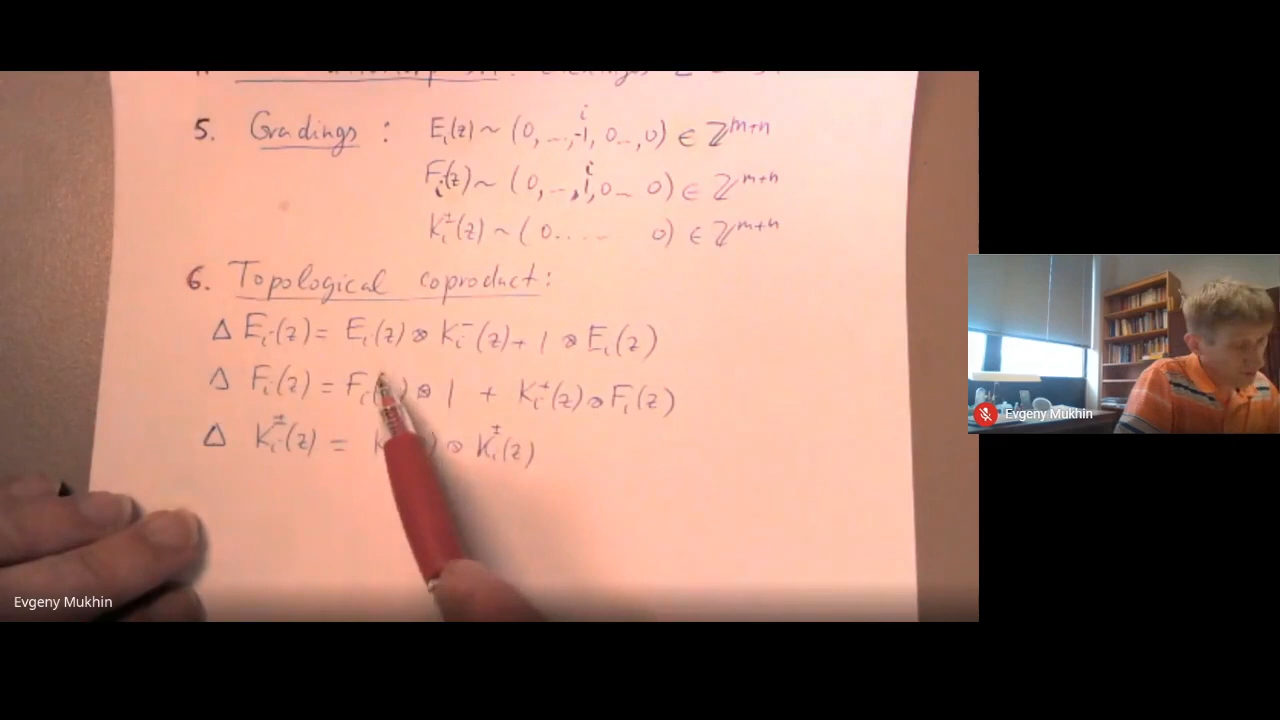 5. Gradings : E_i(z) ~ (0, ..., -1, 0.., 0) ∈ ℤ^{m+n}
F_i(z) ~ (0, .., 1, 0.. 0) ∈ ℤ^{m+n}
K_i^±(z) ~ (0.... 0) ∈ ℤ^{m+n}
6. Topological coproduct:
Δ E_i(z) = E_i(z) ⊗ K_i^-(z) + 1 ⊗ E_i(z)
Δ F_i(z) = F_i( ) ⊗ 1 + K_i^+(z) ⊗ F_i(z)
Δ K_i^±(z) = K ) ⊗ K_i^±(z)
Evgeny Mukhin
Evgeny Mukhin